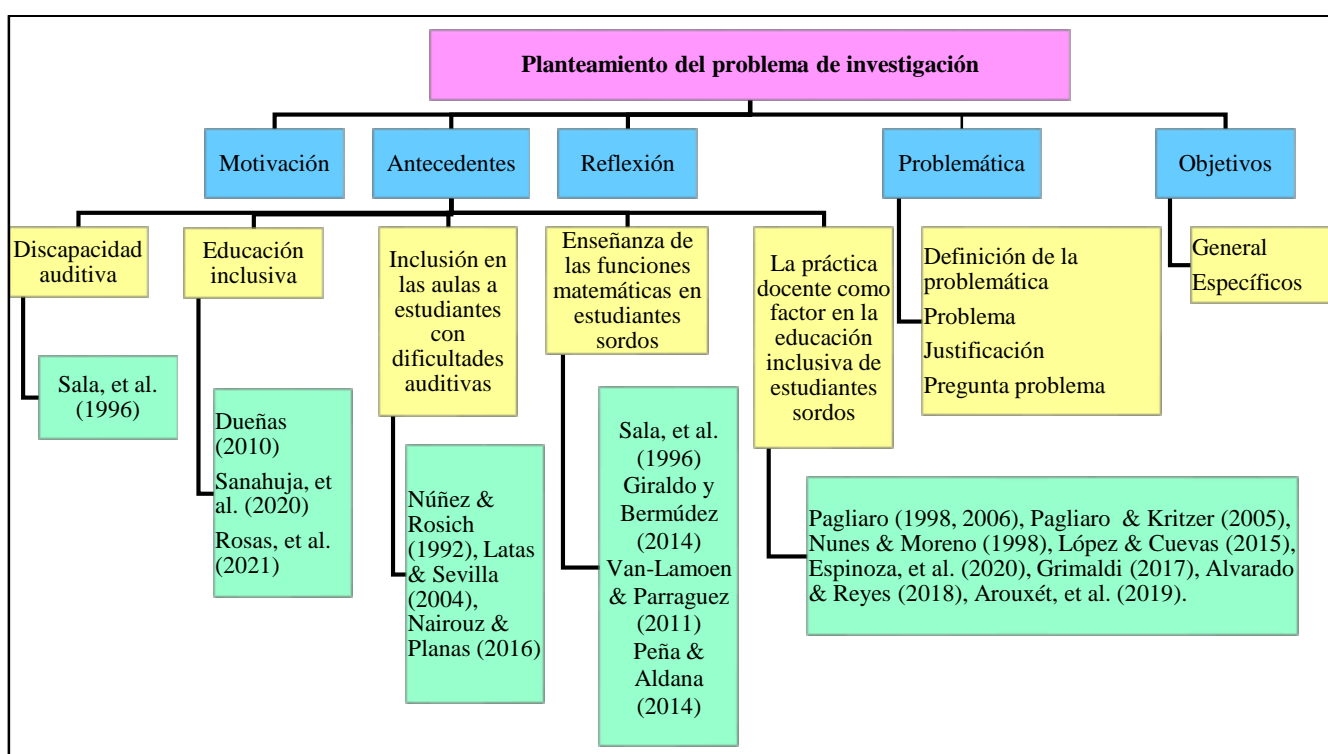 Planteamiento del problema de investigación
Motivación
Antecedentes
Reflexión
Problemática
Objetivos
Discapacidad
auditiva
Educación
inclusiva
Inclusión en
las aulas a
estudiantes
con
dificultades
auditivas
Enseñanza de
las funciones
matemáticas en
estudiantes
sordos
La práctica
docente como
factor en la
educación
inclusiva de
estudiantes
sordos
Definición de la
problemática
Problema
Justificación
Pregunta problema
General
Específicos
Sala, et al.
(1996)
Dueñas
(2010)
Sanahuja, et
al. (2020)
Rosas, et al.
(2021)
Núñez &
Rosich
(1992), Latas
& Sevilla
(2004),
Nairouz &
Planas (2016)
Sala, et al.
(1996)
Giraldo y
Bermúdez
(2014)
Van-Lamoen
& Parraguez
(2011)
Peña &
Aldana
(2014)
Pagliaro (1998, 2006), Pagliaro & Kritzer (2005),
Nunes & Moreno (1998), López & Cuevas (2015),
Espinoza, et al. (2020), Grimaldi (2017), Alvarado
& Reyes (2018), Arouxét, et al. (2019).